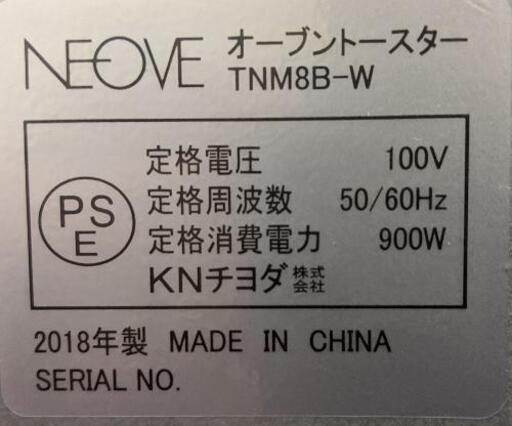 NEOVE オーブントースター
TNM8B-W
定格電圧 100V
PSE 定格周波数 50/60Hz
定格消費電力 900W
KNチヨダ株式会社
2018年製 MADE IN CHINA
SERIAL NO.